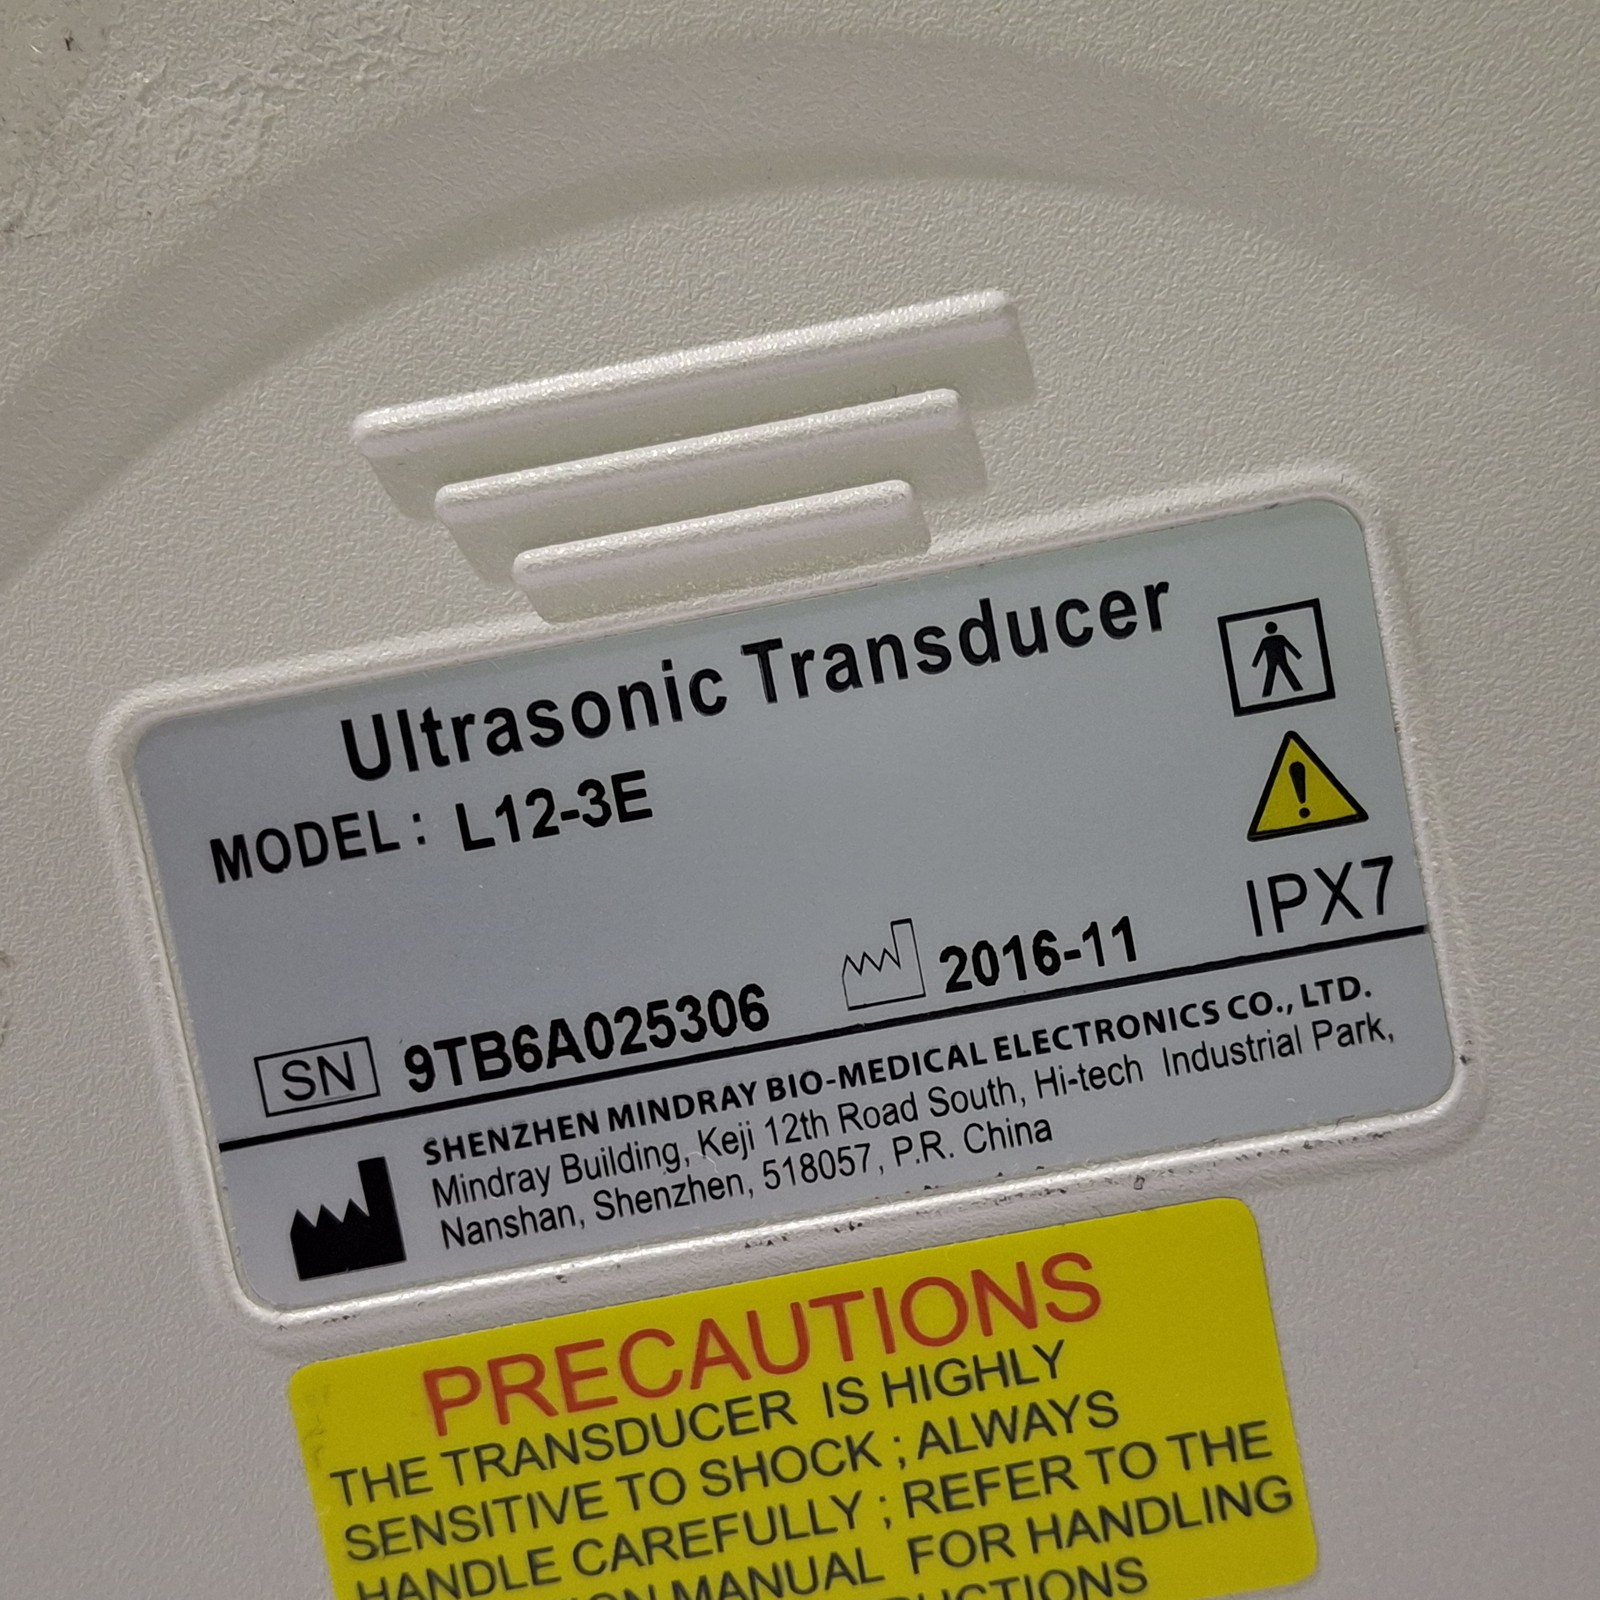 Ultrasonic Transducer
MODEL : L12-3E
IPX7
SN 9TB6A025306 2016-11
SHENZHEN MINDRAY BIO-MEDICAL ELECTRONICS CO., LTD.
Mindray Building, Keji 12th Road South, Hi-tech Industrial Park,
Nanshan, Shenzhen, 518057, P.R. China
PRECAUTIONS
THE TRANSDUCER IS HIGHLY
SENSITIVE TO SHOCK ; ALWAYS
HANDLE CAREFULLY ; REFER TO THE
MANUAL FOR HANDLING